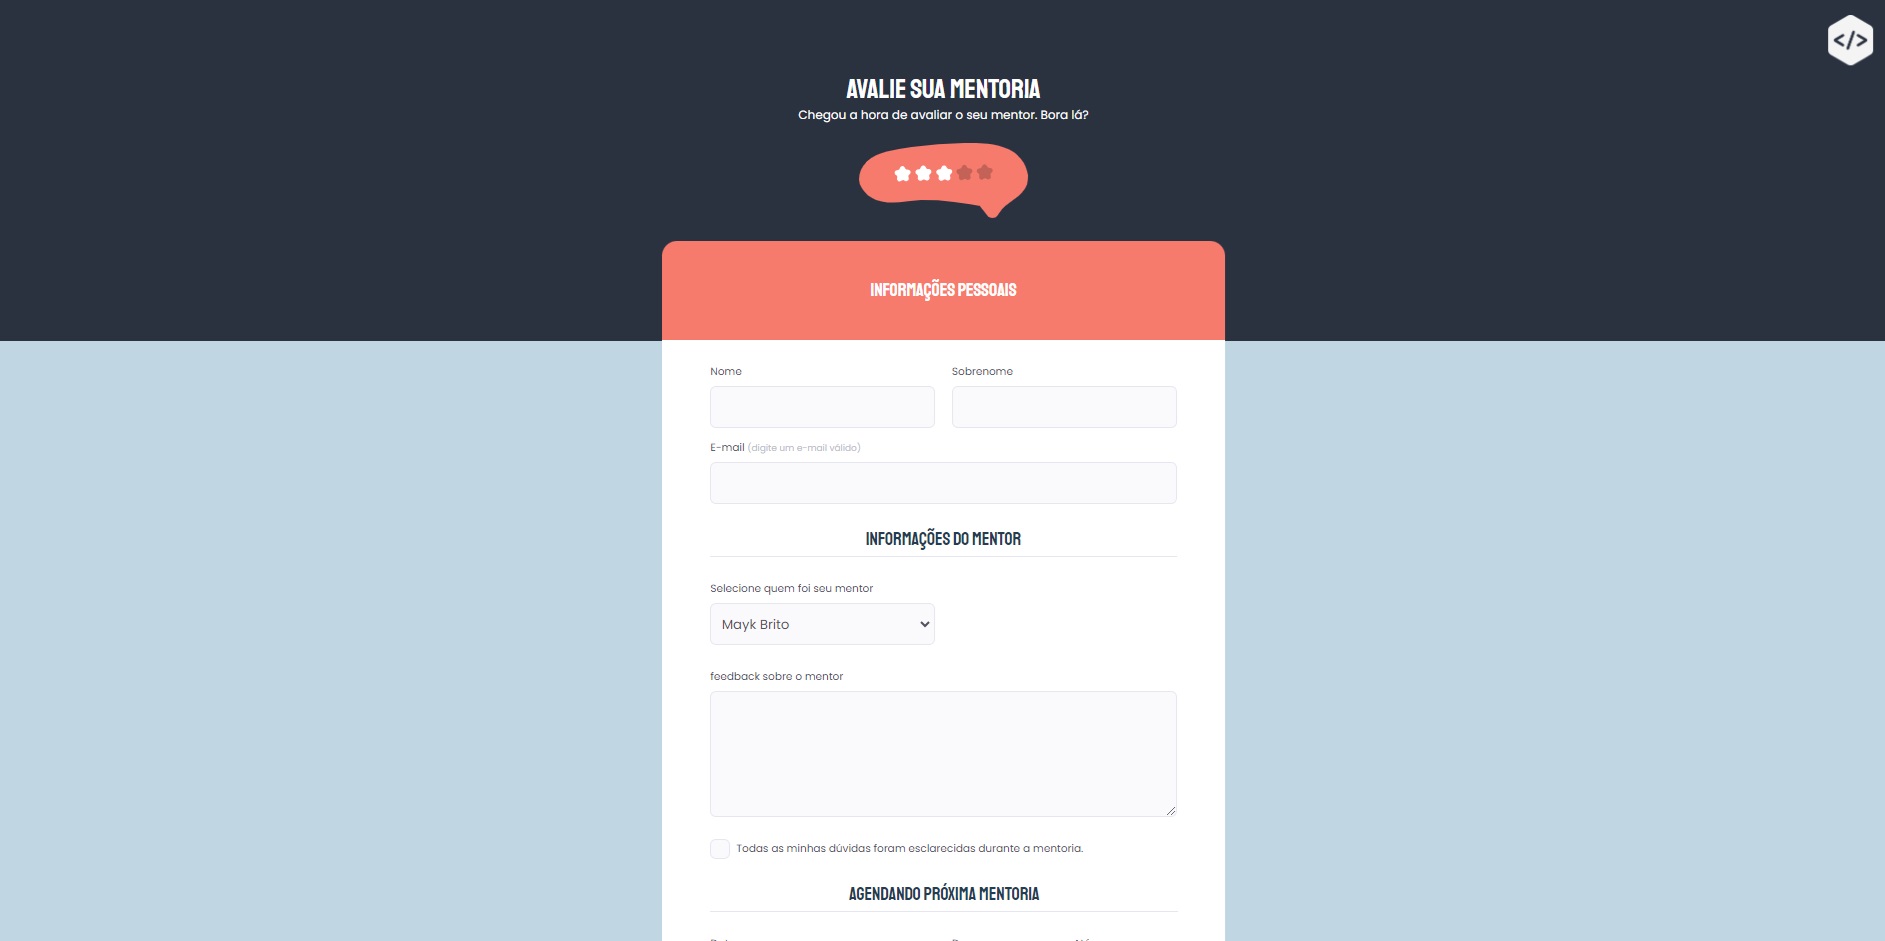 </>
AVALIE SUA MENTORIA
Chegou a hora de avaliar o seu mentor. Bora lá?
INFORMAÇÕES PESSOAIS
Nome Sobrenome
E-mail (digite um e-mail válido)
INFORMAÇÕES DO MENTOR
Selecione quem foi seu mentor
Mayk Brito
feedback sobre o mentor
Todas as minhas dúvidas foram esclarecidas durante a mentoria.
AGENDANDO PRÓXIMA MENTORIA